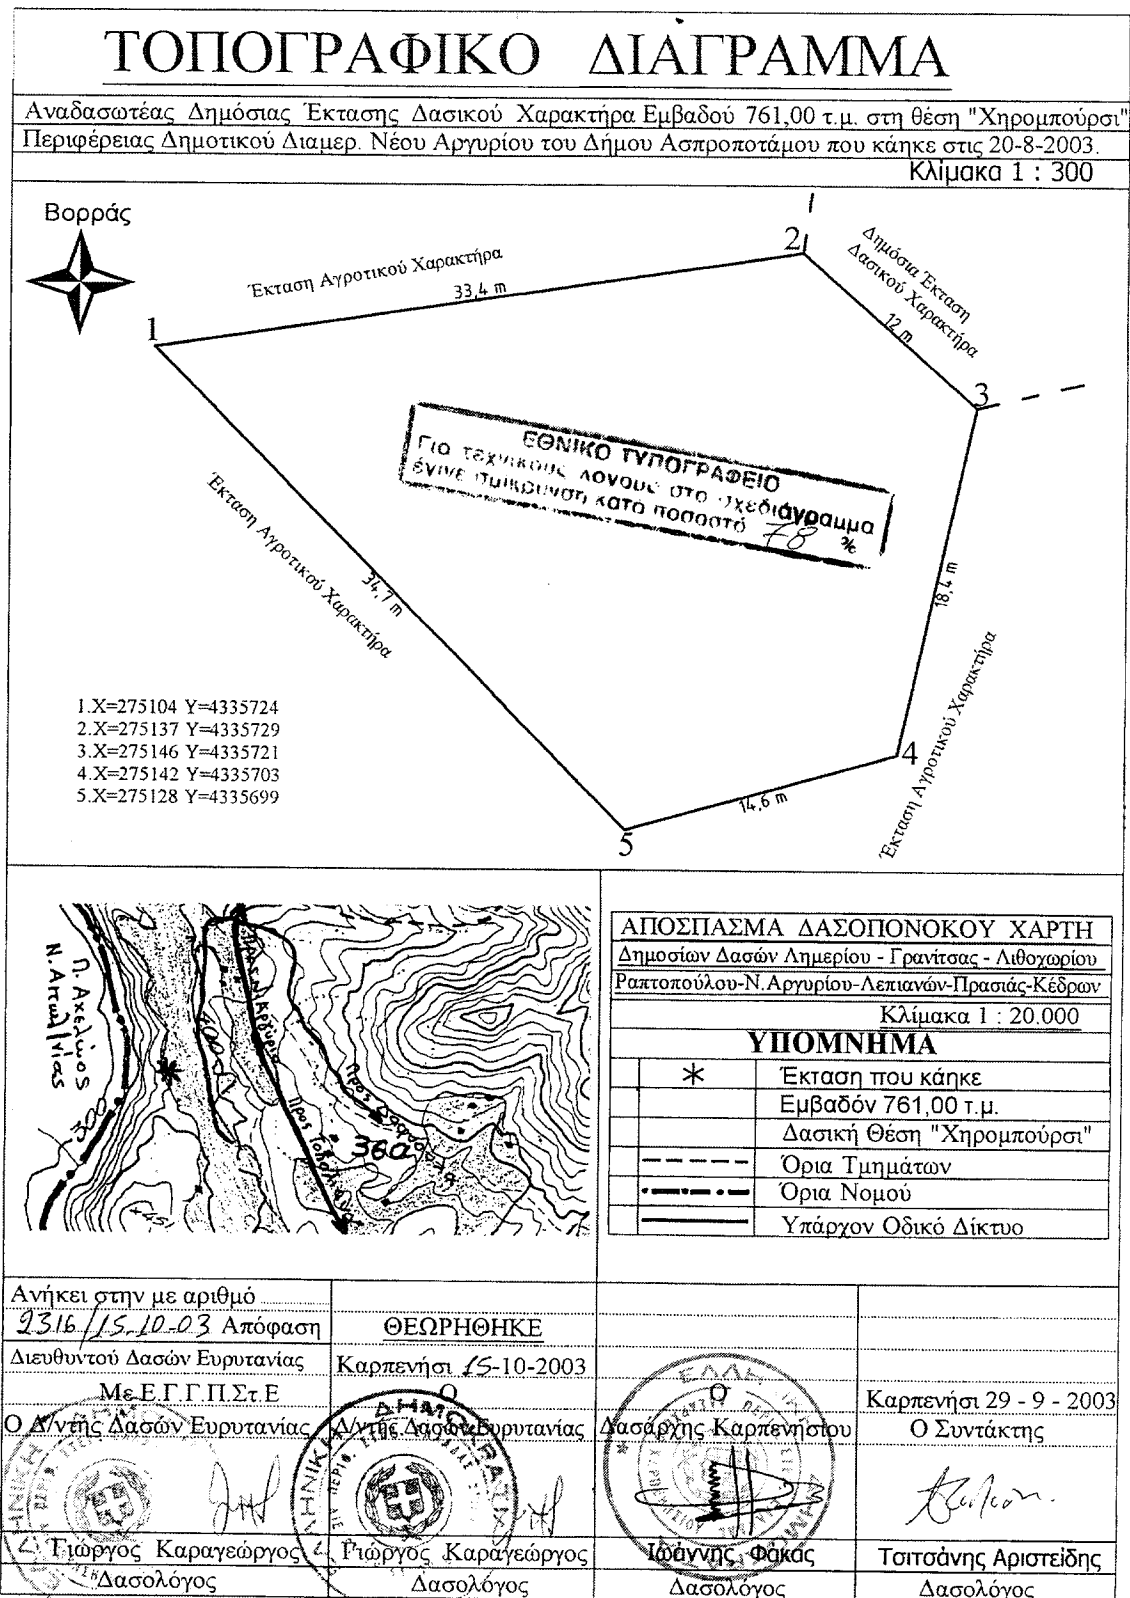 ΤΟΠΟΓΡΑΦΙΚΟ ΔΙΑΓΡΑΜΜΑ
Αναδασωτέας Δημόσιας Έκτασης Δασικού Χαρακτήρα Εμβαδού 761,00 τ.μ. στη θέση "Χηρομπούρσι"
Περιφέρειας Δημοτικού Διαμερ. Νέου Αργυρίου του Δήμου Ασπροποτάμου που κάηκε στις 20-8-2003.
Κλίμακα 1 : 300
Βορράς
1
2
3
4
5
Έκταση Αγροτικού Χαρακτήρα
33,4 m
Δημόσια Έκταση
Δασικού Χαρακτήρα
12 m
ΕΘΝΙΚΟ ΤΥΠΟΓΡΑΦΕΙΟ
Για τεχνικούς λόγους στο σχεδιάγραμμα
έγινε σμίκρυνση κατά ποσοστό 78 %
Έκταση Αγροτικού Χαρακτήρα
34,7 m
18,4 m
Έκταση Αγροτικού Χαρακτήρα
14,6 m
1.Χ=275104 Υ=4335724
2.Χ=275137 Υ=4335729
3.Χ=275146 Υ=4335721
4.Χ=275142 Υ=4335703
5.Χ=275128 Υ=4335699
Π. Αχελώος
Ν. Αιτωλ/νίας
300
400
36α
ΑΠΟΣΠΑΣΜΑ ΔΑΣΟΠΟΝΟΚΟΥ ΧΑΡΤΗ
Δημοσίων Δασών Λημερίου - Γρανίτσας - Λιθοχωρίου
Ραπτοπούλου-Ν.Αργυρίου-Λεπιανών-Πρασιάς-Κέδρων
Κλίμακα 1 : 20.000
ΥΠΟΜΝΗΜΑ
Έκταση που κάηκε
Εμβαδόν 761,00 τ.μ.
Δασική Θέση "Χηρομπούρσι"
Όρια Τμημάτων
Όρια Νομού
Υπάρχον Οδικό Δίκτυο
Ανήκει στην με αριθμό
2316/15-10-03 Απόφαση
Διευθυντού Δασών Ευρυτανίας
Με Ε.Γ.Γ.Π.Στ.Ε
Ο Δ/ντής Δασών Ευρυτανίας
Γιώργος Καραγεώργος
Δασολόγος
ΘΕΩΡΗΘΗΚΕ
Καρπενήσι 15-10-2003
Ο
Δ/ντής Δασών Ευρυτανίας
Γιώργος Καραγεώργος
Δασολόγος
Ο
Δασάρχης Καρπενησίου
Ιωάννης Φάκας
Δασολόγος
Καρπενήσι 29 - 9 - 2003
Ο Συντάκτης
Τσιτσάνης Αριστείδης
Δασολόγος